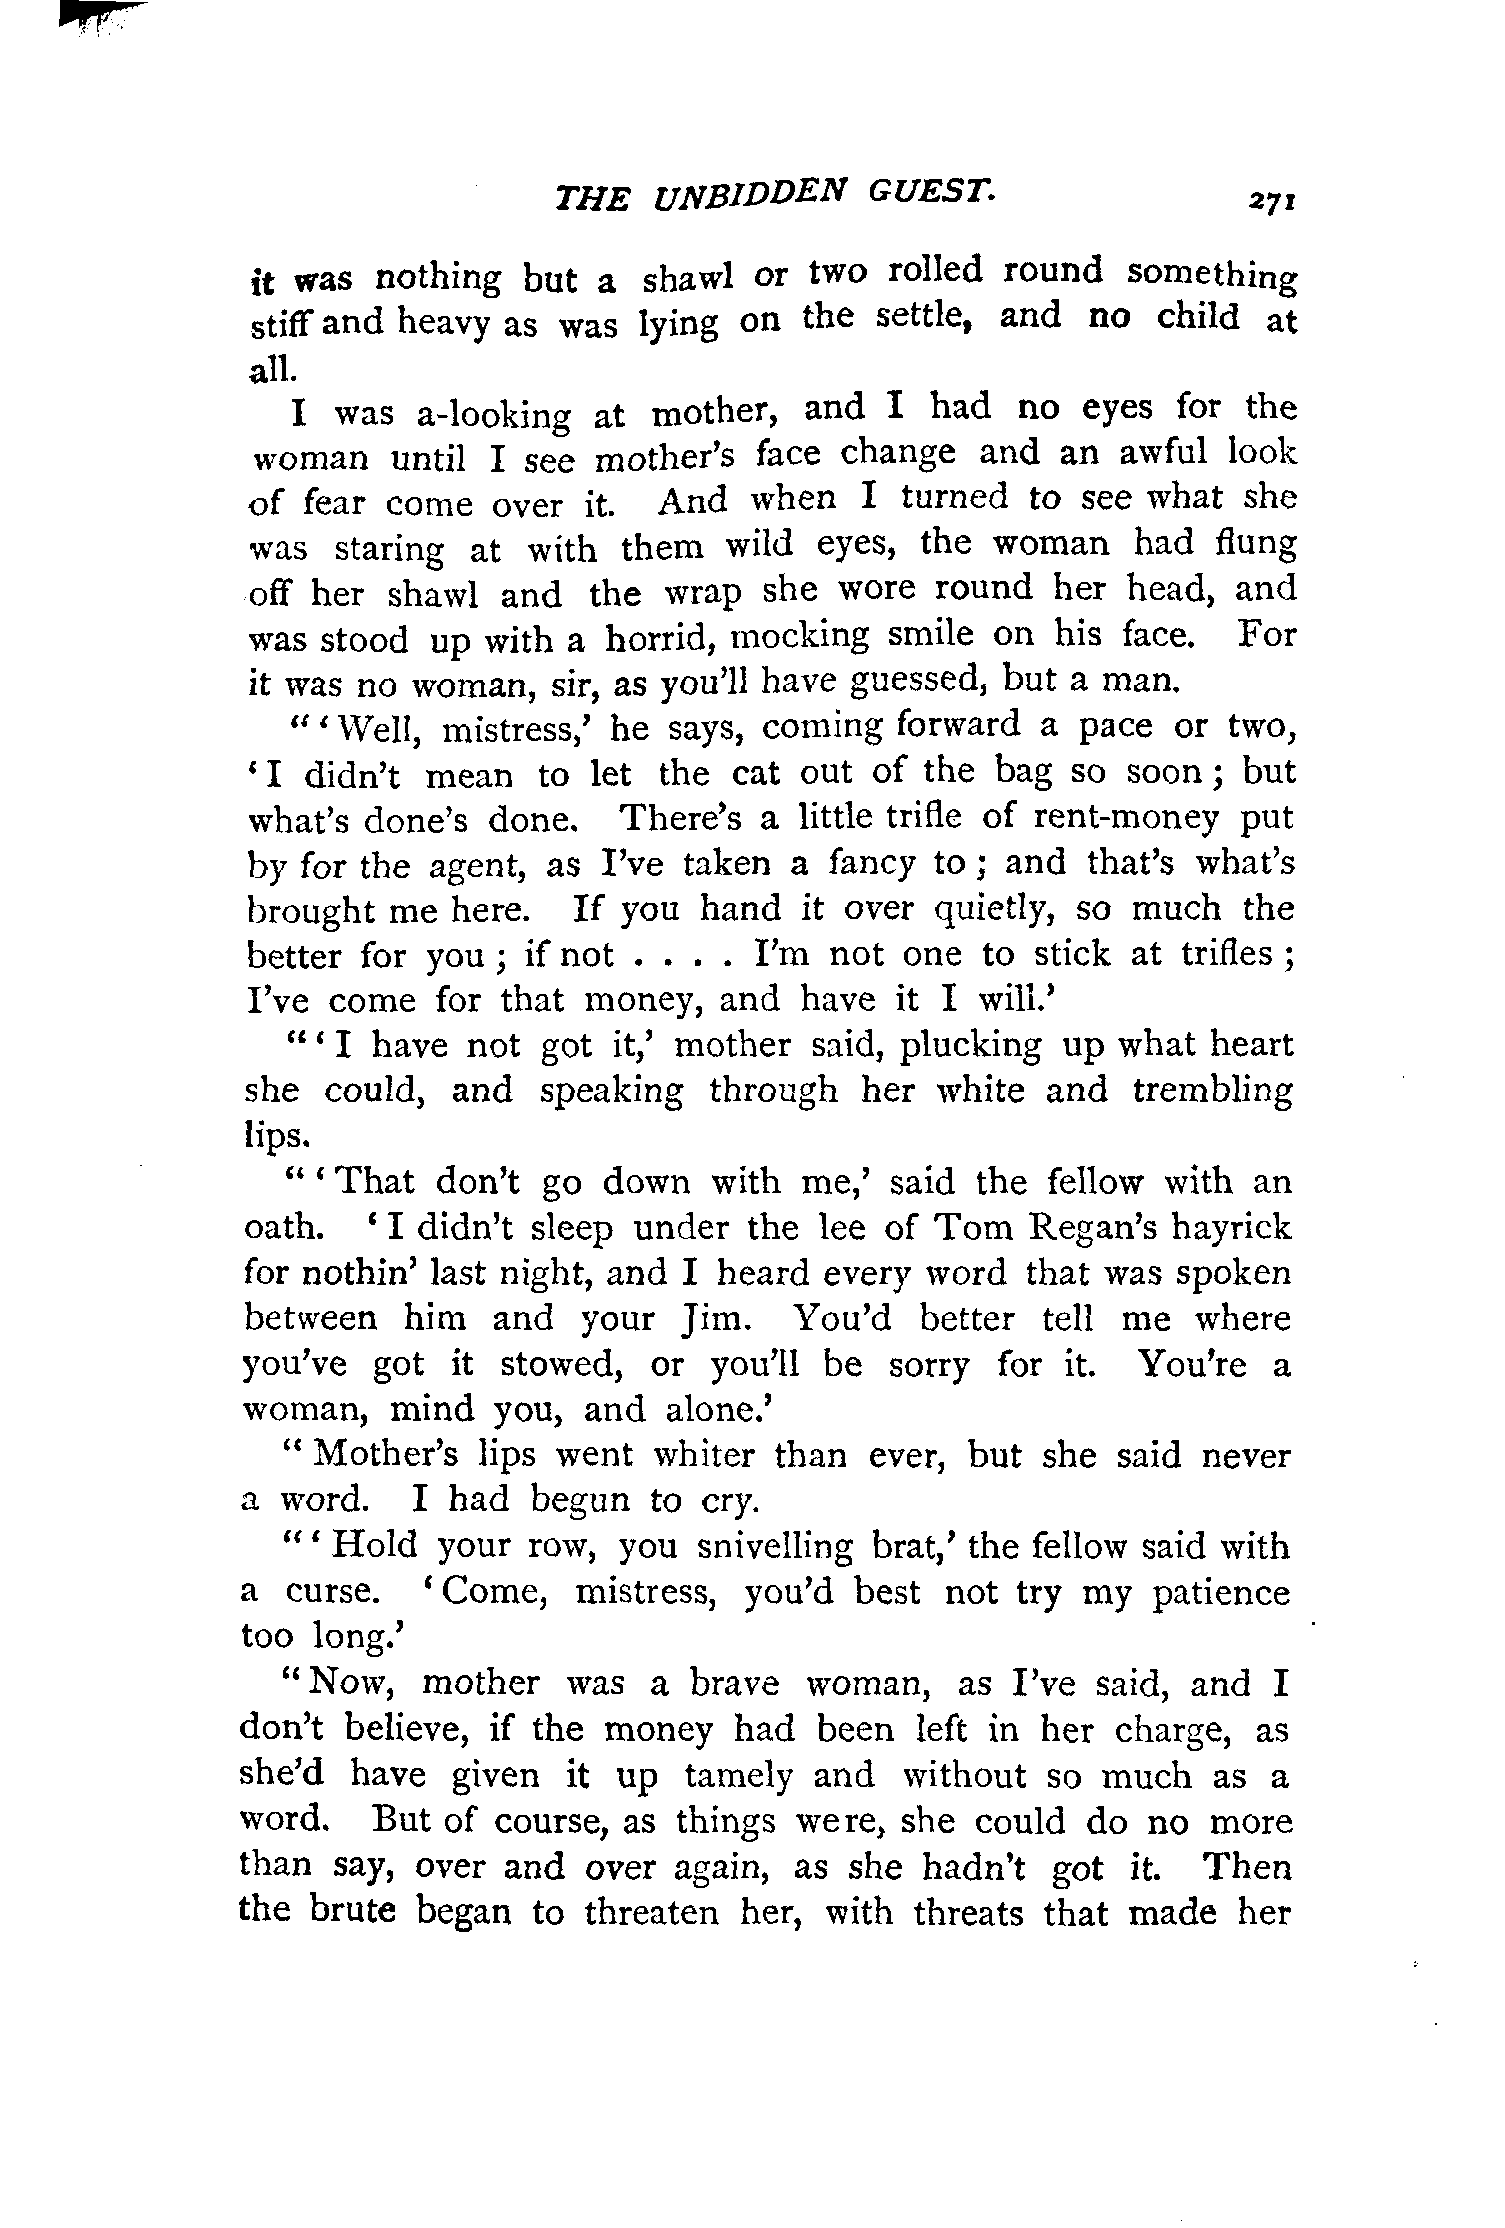 THE UNBIDDEN GUEST. 271
it was nothing but a shawl or two rolled round something
stiff and heavy as was lying on the settle, and no child at
all.
I was a-looking at mother, and I had no eyes for the
woman until I see mother's face change and an awful look
of fear come over it. And when I turned to see what she
was staring at with them wild eyes, the woman had flung
off her shawl and the wrap she wore round her head, and
was stood up with a horrid, mocking smile on his face. For
it was no woman, sir, as you'll have guessed, but a man.
"'Well, mistress,' he says, coming forward a pace or two,
'I didn't mean to let the cat out of the bag so soon; but
what's done's done. There's a little trifle of rent-money put
by for the agent, as I've taken a fancy to; and that's what's
brought me here. If you hand it over quietly, so much the
better for you; if not . . . . I'm not one to stick at trifles;
I've come for that money, and have it I will.'
"'I have not got it,' mother said, plucking up what heart
she could, and speaking through her white and trembling
lips.
"'That don't go down with me,' said the fellow with an
oath. 'I didn't sleep under the lee of Tom Regan's hayrick
for nothin' last night, and I heard every word that was spoken
between him and your Jim. You'd better tell me where
you've got it stowed, or you'll be sorry for it. You're a
woman, mind you, and alone.'
"Mother's lips went whiter than ever, but she said never
a word. I had begun to cry.
"'Hold your row, you snivelling brat,' the fellow said with
a curse. 'Come, mistress, you'd best not try my patience
too long.'
"Now, mother was a brave woman, as I've said, and I
don't believe, if the money had been left in her charge, as
she'd have given it up tamely and without so much as a
word. But of course, as things were, she could do no more
than say, over and over again, as she hadn't got it. Then
the brute began to threaten her, with threats that made her